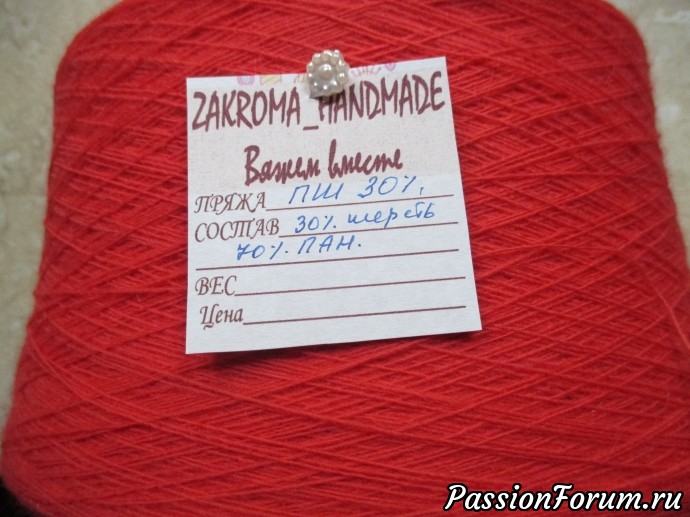 ZAKROMA_HANDMADE
Вяжем вместе
ПРЯЖА ПШ 30%.
СОСТАВ 30%. шерсть
70%. ПАН.
ВЕС
Цена
PassionForum.ru